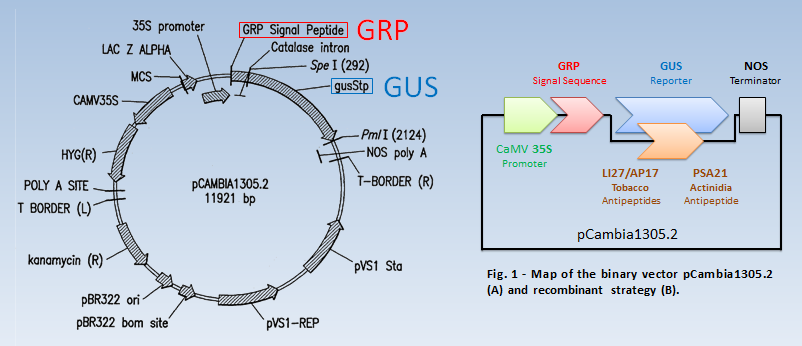 35S promoter
GRP Signal Peptide
GRP
LAC Z ALPHA
Catalase intron
MCS
SpeI (292)
gusStp
GUS
CAMV35S
PmlI (2124)
HYG(R)
NOS poly A
pCAMBIA1305.2
11921 bp
T-BORDER (R)
POLY A SITE
T BORDER (L)
kanamycin (R)
pVS1 Sta
pBR322 ori
pBR322 bom site
pVS1-REP
GRP
Signal Sequence
GUS
Reporter
NOS
Terminator
CaMV 35S
Promoter
LI27/AP17
Tobacco
Antipeptides
PSA21
Actinidia
Antipeptide
pCambia1305.2
Fig. 1 - Map of the binary vector pCambia1305.2
(A) and recombinant strategy (B).